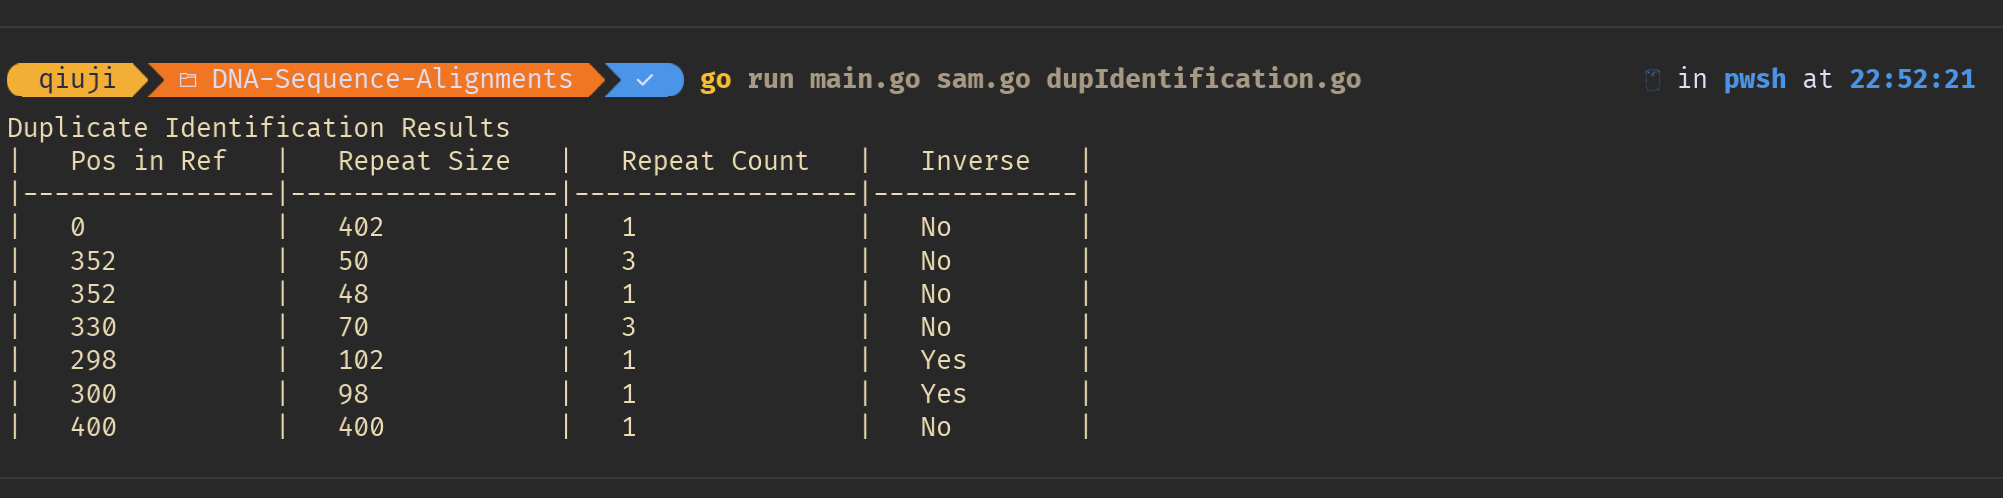 qiuji DNA-Sequence-Alignments ✓ go run main.go sam.go dupIdentification.go in pwsh at 22:52:21
Duplicate Identification Results
|   Pos in Ref   |   Repeat Size   |   Repeat Count   |   Inverse   |
|----------------|-----------------|------------------|-------------|
|   0            |   402           |   1              |   No        |
|   352          |   50            |   3              |   No        |
|   352          |   48            |   1              |   No        |
|   330          |   70            |   3              |   No        |
|   298          |   102           |   1              |   Yes       |
|   300          |   98            |   1              |   Yes       |
|   400          |   400           |   1              |   No        |